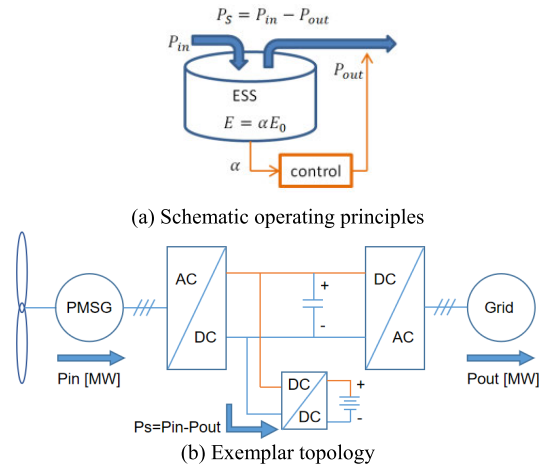 P_S = P_in − P_out
P_in
P_out
ESS
E = αE_0
α
control
(a) Schematic operating principles
AC
DC
+
-
DC
AC
PMSG
Grid
Pin [MW]
Pout [MW]
DC
DC
+
-
Ps=Pin-Pout
(b) Exemplar topology